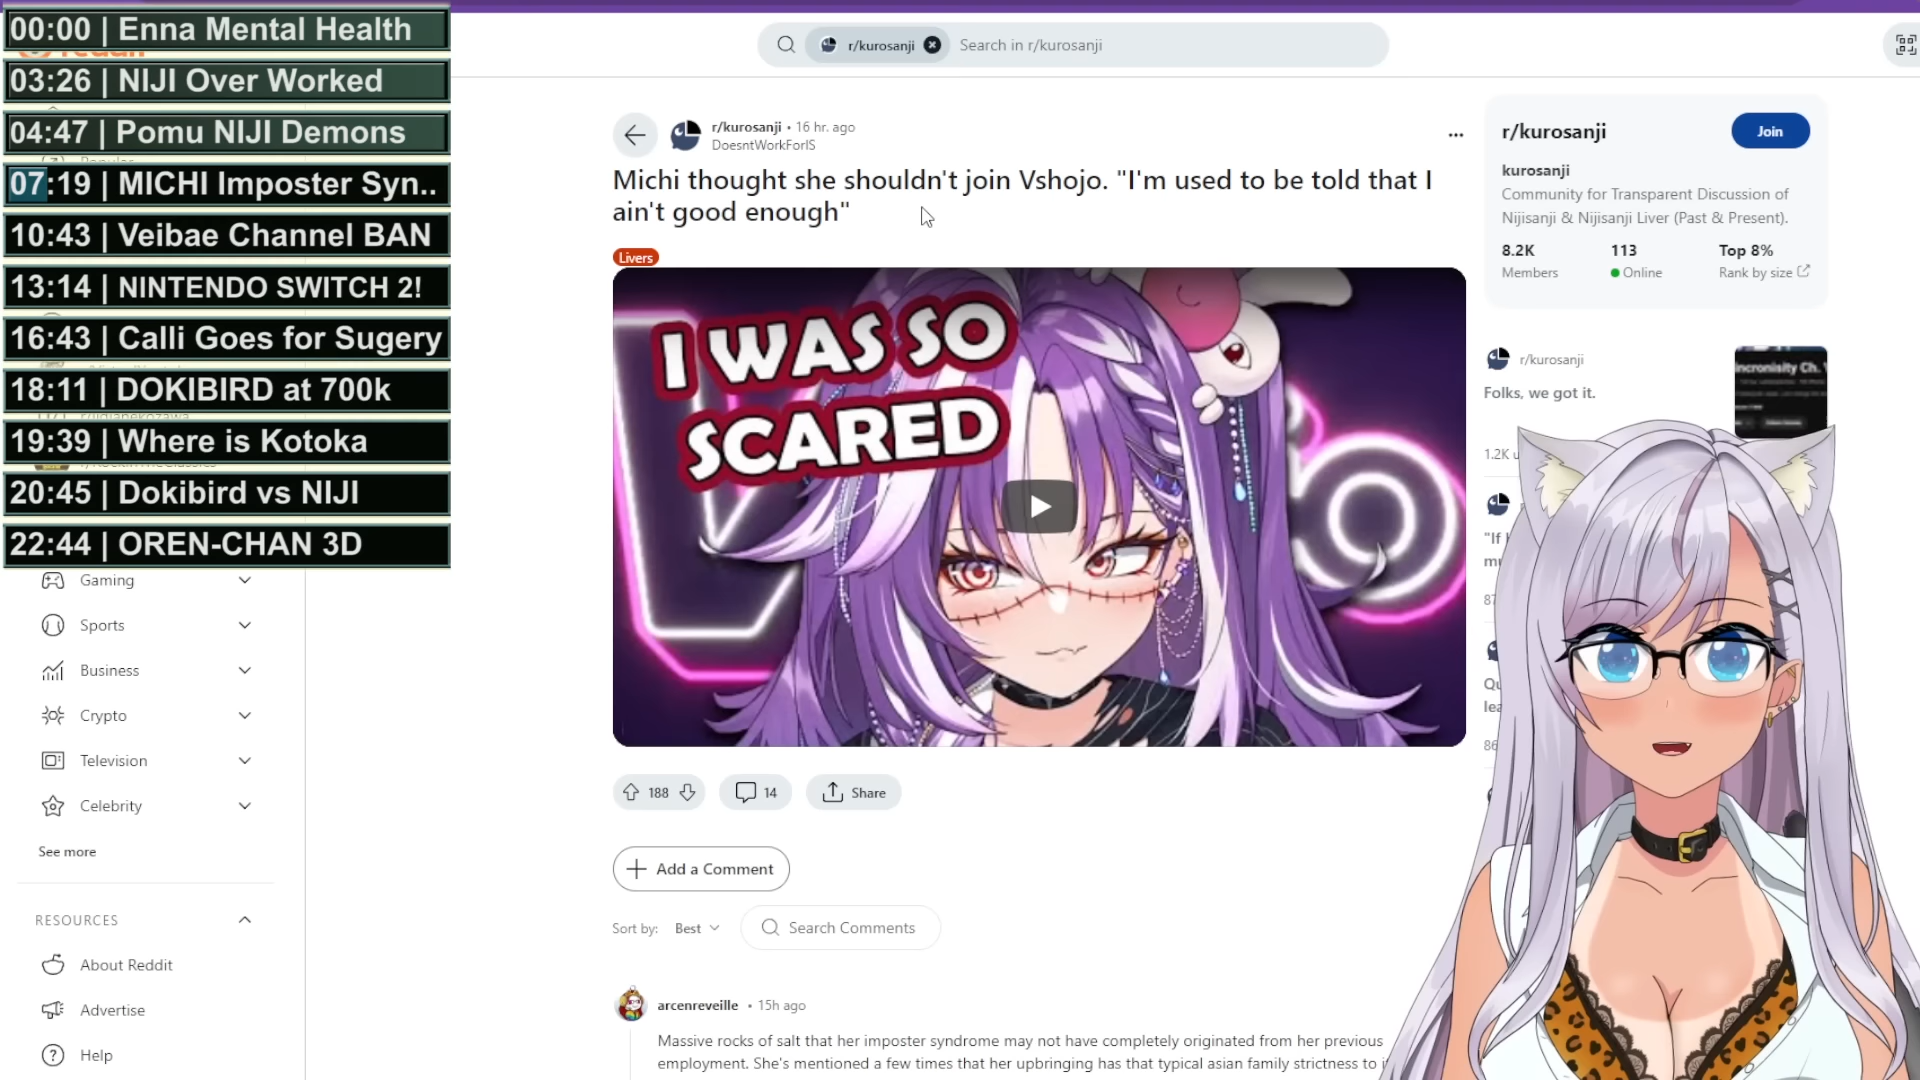 00:00 | Enna Mental Health
03:26 | NIJI Over Worked
04:47 | Pomu NIJI Demons
07:19 | MICHI Imposter Syn..
10:43 | Veibae Channel BAN
13:14 | NINTENDO SWITCH 2!
16:43 | Calli Goes for Sugery
18:11 | DOKIBIRD at 700k
19:39 | Where is Kotoka
20:45 | Dokibird vs NIJI
22:44 | OREN-CHAN 3D
Gaming
Sports
Business
Crypto
Television
Celebrity
See more
RESOURCES
About Reddit
Advertise
Help
r/kurosanji
Search in r/kurosanji
r/kurosanji • 16 hr. ago
DoesntWorkForIS
Michi thought she shouldn't join Vshojo. "I'm used to be told that I
ain't good enough"
Livers
I WAS SO
SCARED
188
14
Share
Add a Comment
Sort by: Best
Search Comments
arcenreveille • 15h ago
Massive rocks of salt that her imposter syndrome may not have completely originated from her previous
employment. She's mentioned a few times that her upbringing has that typical asian family strictness to
r/kurosanji
Join
kurosanji
Community for Transparent Discussion of
Nijisanji & Nijisanji Liver (Past & Present).
8.2K 113 Top 8%
Members Online Rank by size
r/kurosanji
Folks, we got it.
1.2K
"If